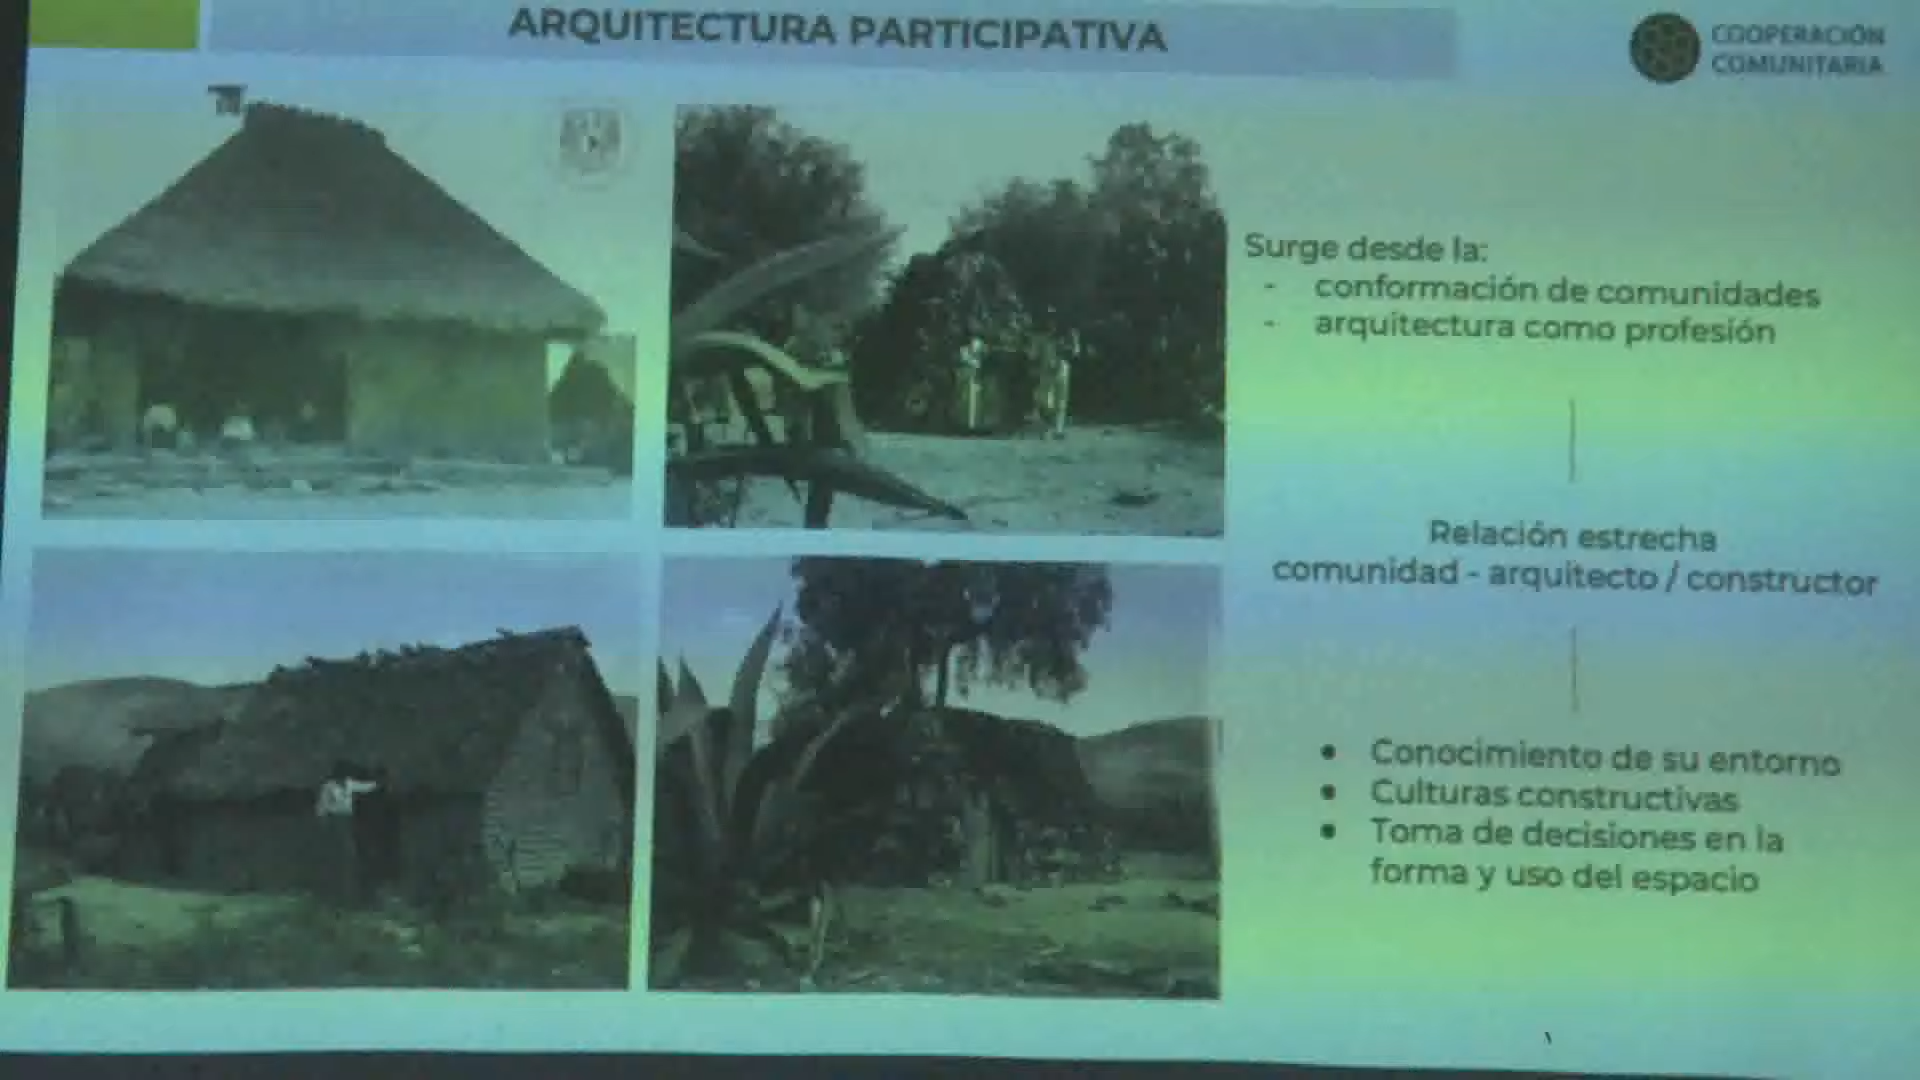 ARQUITECTURA PARTICIPATIVA
COOPERACIÓN
COMUNITARIA
Surge desde la:
- conformación de comunidades
- arquitectura como profesión
Relación estrecha
comunidad - arquitecto / constructor
• Conocimiento de su entorno
• Culturas constructivas
• Toma de decisiones en la
forma y uso del espacio